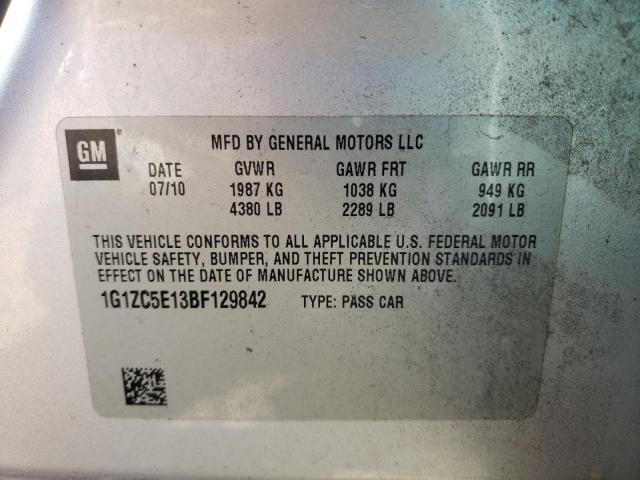 GM
MFD BY GENERAL MOTORS LLC
DATE GVWR GAWR FRT GAWR RR
07/10 1987 KG 1038 KG 949 KG
4380 LB 2289 LB 2091 LB
THIS VEHICLE CONFORMS TO ALL APPLICABLE U.S. FEDERAL MOTOR
VEHICLE SAFETY, BUMPER, AND THEFT PREVENTION STANDARDS IN
EFFECT ON THE DATE OF MANUFACTURE SHOWN ABOVE.
1G1ZC5E13BF129842 TYPE: PASS CAR